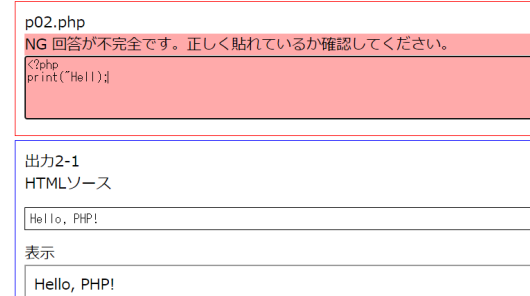 p02.php
NG 回答が不完全です。正しく貼れているか確認してください。
<?php
print("Hell);
出力2-1
HTMLソース
Hello, PHP!
表示
Hello, PHP!